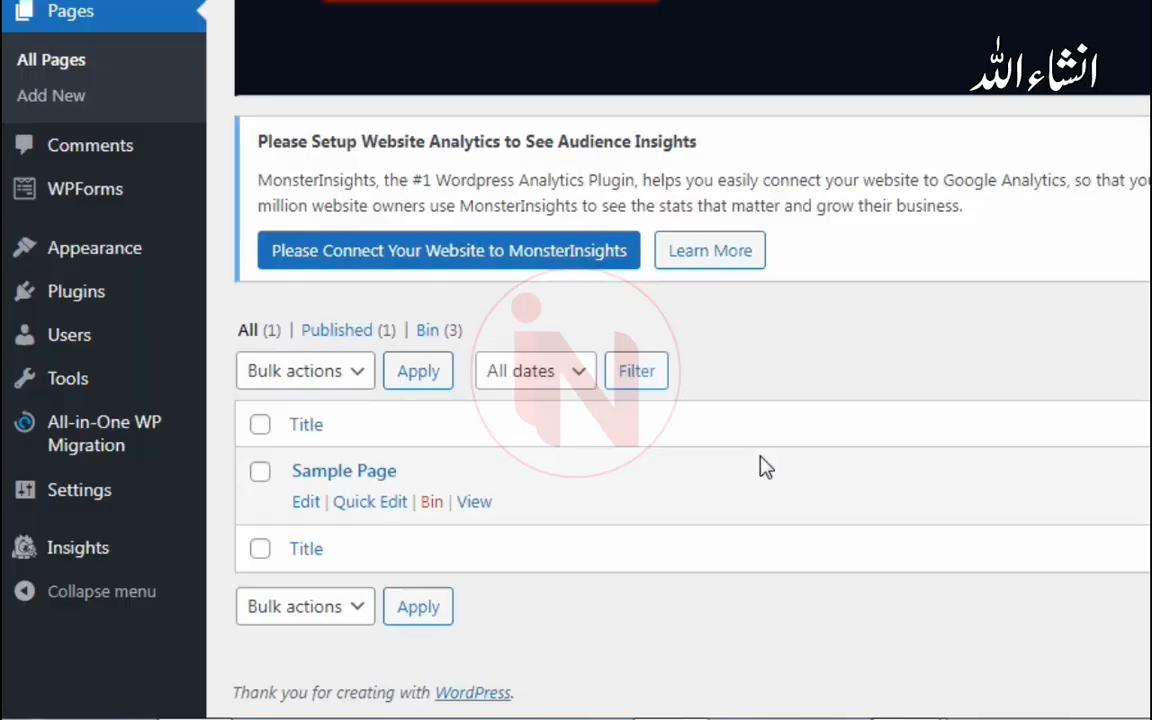 Pages
انشاء اللہ
All Pages
Add New
Comments
WPForms
Appearance
Plugins
Users
Tools
All-in-One WP
Migration
Settings
Insights
Collapse menu
Please Setup Website Analytics to See Audience Insights
MonsterInsights, the #1 Wordpress Analytics Plugin, helps you easily connect your website to Google Analytics, so that
million website owners use MonsterInsights to see the stats that matter and grow their business.
Please Connect Your Website to MonsterInsights Learn More
All (1) | Published (1) | Bin (3)
Bulk actions Apply All dates Filter
Title
Sample Page
Edit | Quick Edit | Bin | View
Title
Bulk actions Apply
Thank you for creating with WordPress.
iN